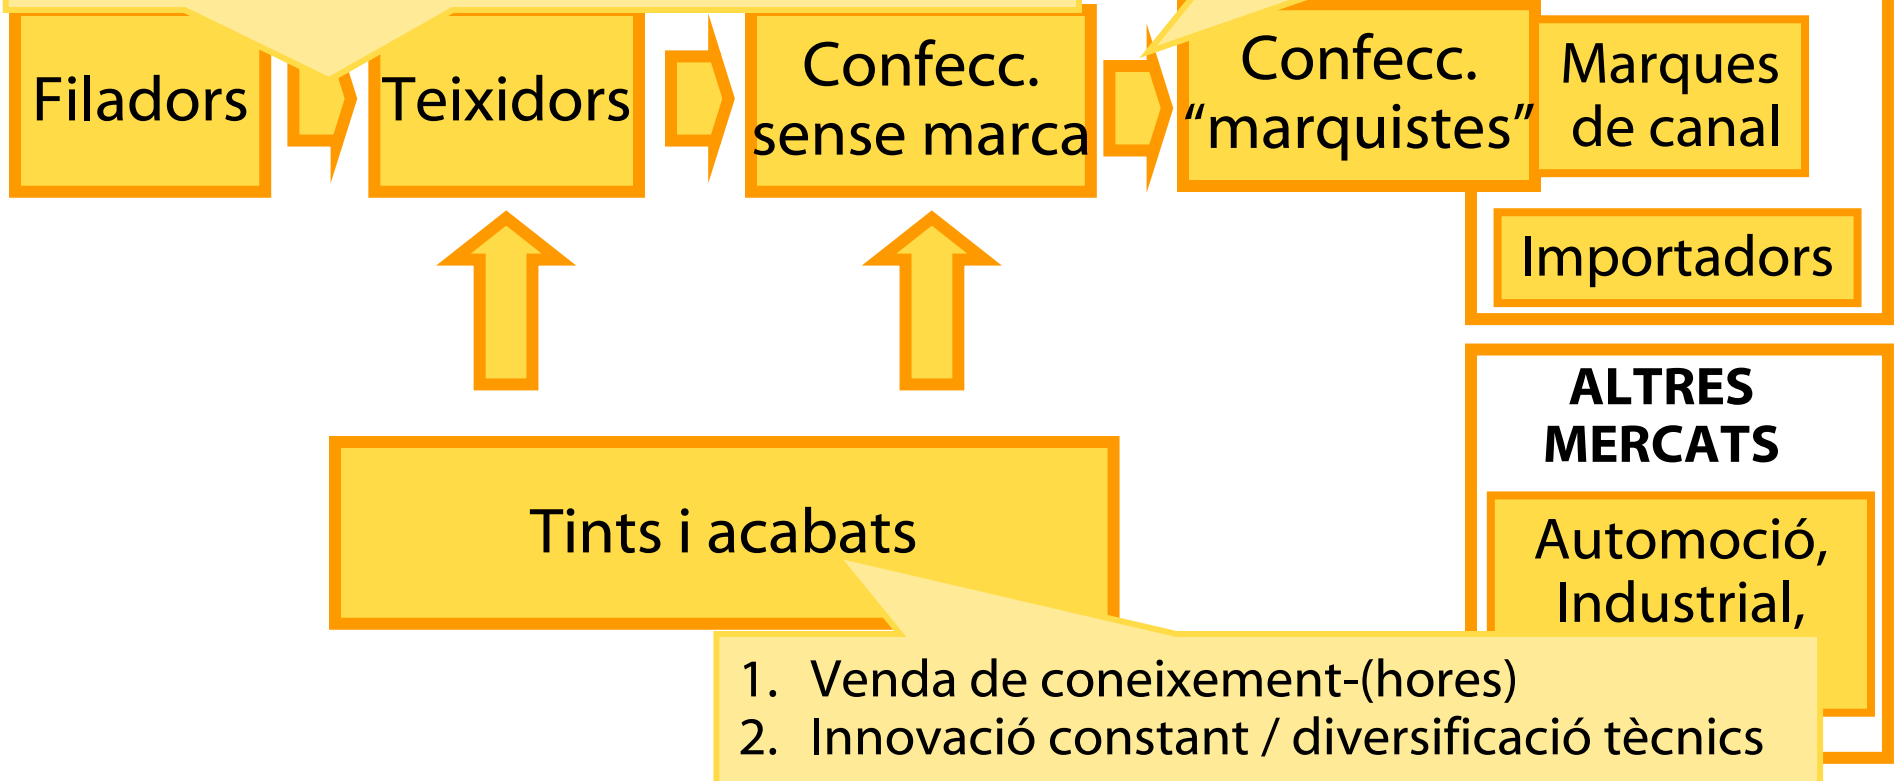 Filadors
Teixidors
Confecc.
sense marca
Confecc.
“marquistes”
Marques
de canal
Importadors
ALTRES
MERCATS
Automoció,
Industrial,
Tints i acabats
1. Venda de coneixement-(hores)
2. Innovació constant / diversificació tècnics